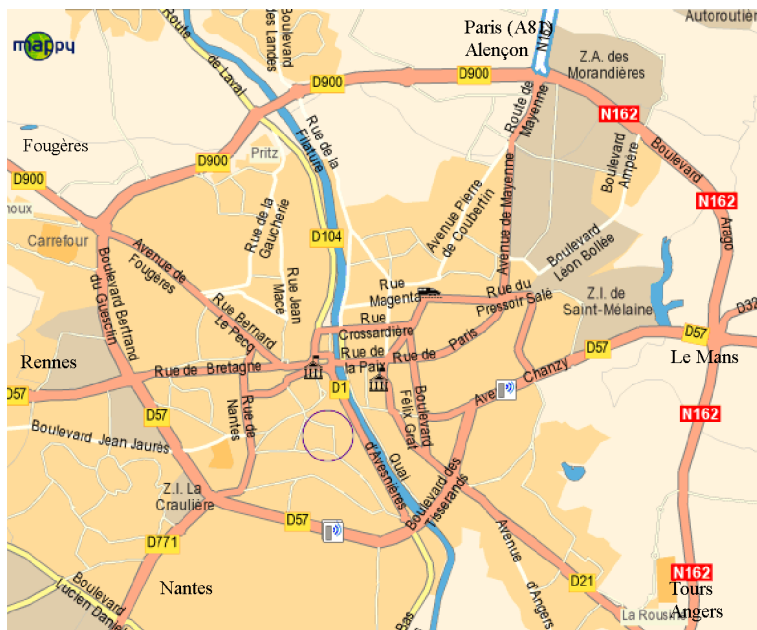 mappy
Route
de Laval
Boulevard
des Landes
Paris (A81)
Alençon
N162
Autoroutière
Z.A. des
Morandières
D900
D900
D900
D900
N162
Boulevard
Route de
Mayenne
Rue de la
Filature
Fougères
Pritz
Boulevard
Ampère
N162
Arago
Avenue Pierre
de Coubertin
Avenue de Mayenne
Carrefour
Rue de la
Gaucherie
D104
Boulevard
Léon Bollée
Avenue de
Fougères
Boulevard Bertrand
du Guesclin
Rue Jean
Macé
Rue
Magenta
Rue du
Pressoir Salé
Z.I. de
Saint-Mélaine
Rue Bernard
Le Pecq
Rue
Crossardière
D57
Rennes
Rue de Bretagne
Rue de
la Paix
Rue de Paris
D57
Le Mans
D57
D57
D1
Chanzy
Rue de
Nantes
Boulevard
Félix Grat
N162
Boulevard Jean Jaurès
Quai
d'Avesnières
Z.I. La
Craulière
Boulevard des
Tisserands
D57
D771
Avenue
d'Angers
D21
N162
Nantes
Tours
Angers
Boulevard
Lucien Daniel
Bas
La Rousine